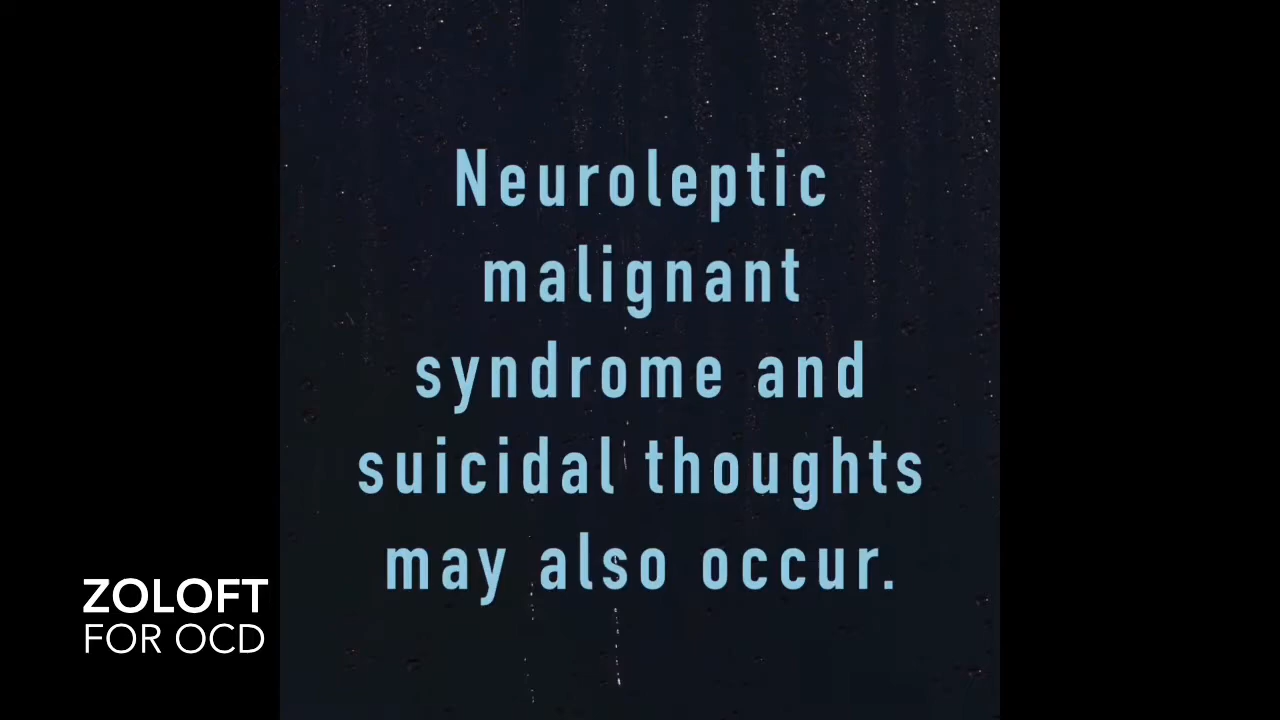 Neuroleptic
malignant
syndrome and
suicidal thoughts
may also occur.
ZOLOFT
FOR OCD